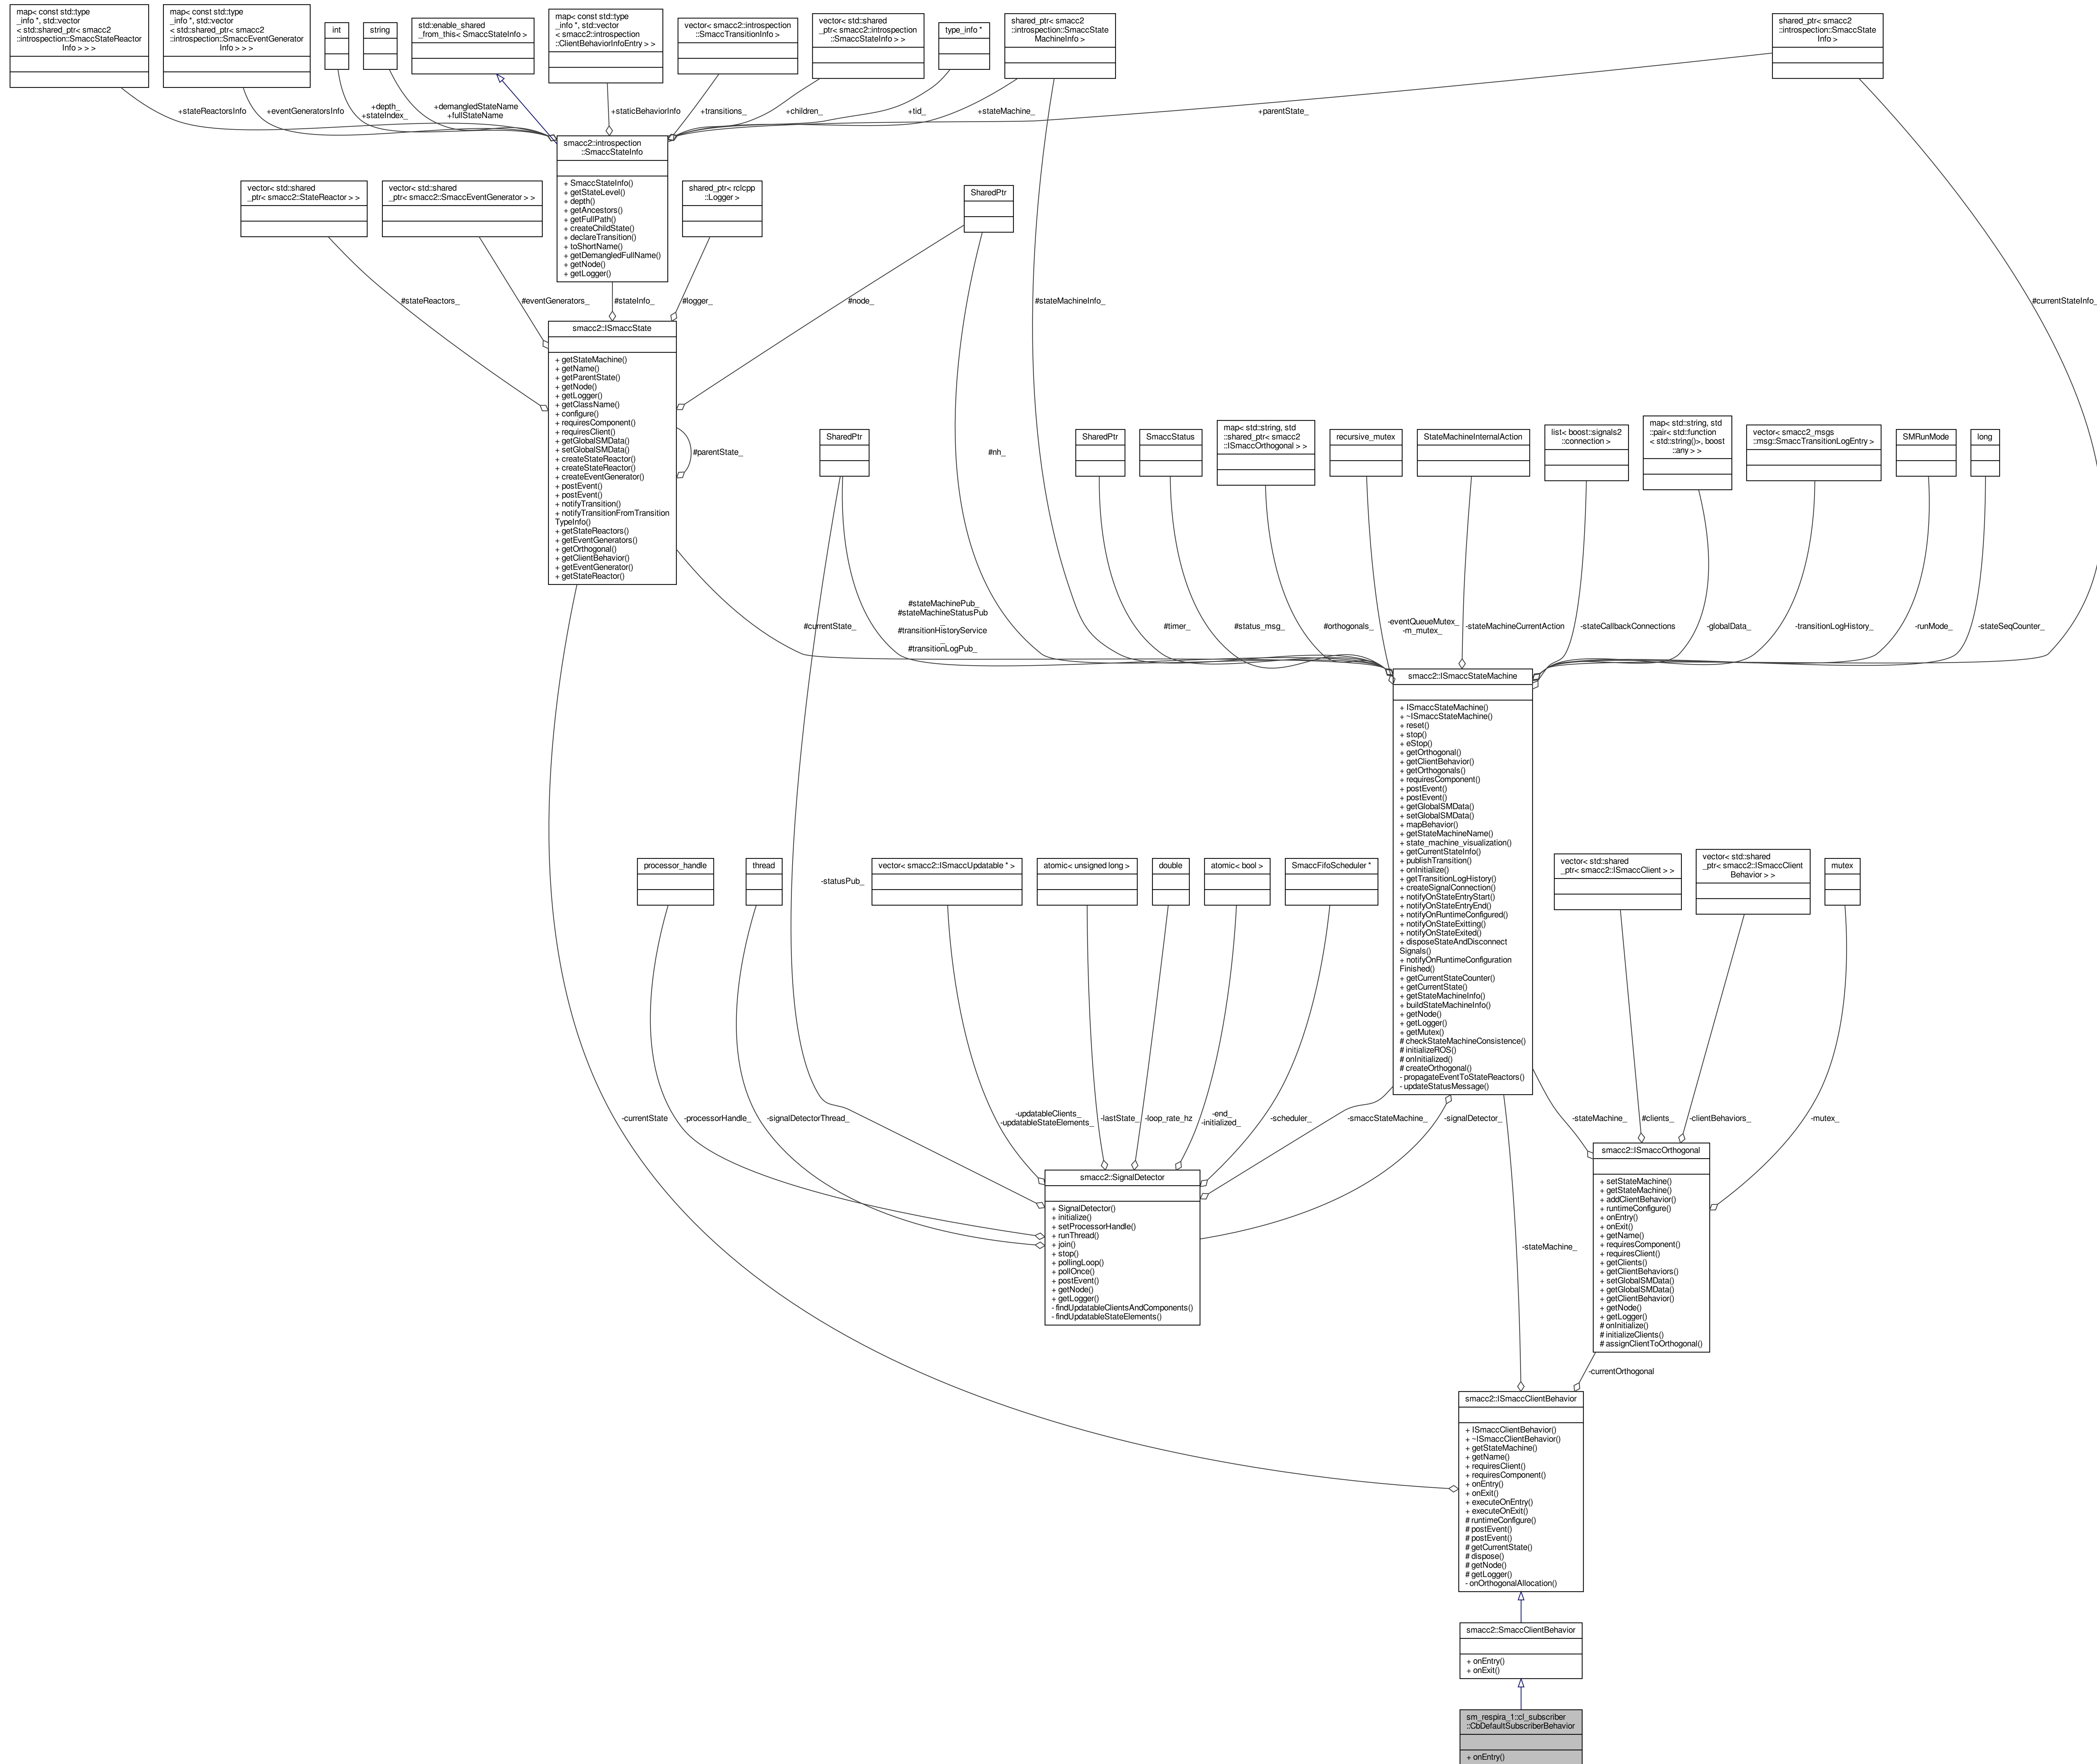 map< const std::type
_info *, std::vector
< std::shared_ptr< smacc2
::introspection::SmaccStateReactor
Info > > >
map< const std::type
_info *, std::vector
< std::shared_ptr< smacc2
::introspection::SmaccEventGenerator
Info > > >
int
string
std::enable_shared
_from_this< SmaccStateInfo >
map< const std::type
_info *, std::vector
< smacc2::introspection
::ClientBehaviorInfoEntry > >
vector< smacc2::introspection
::SmaccTransitionInfo >
vector< std::shared
_ptr< smacc2::introspection
::SmaccStateInfo > >
type_info *
shared_ptr< smacc2
::introspection::SmaccState
MachineInfo >
shared_ptr< smacc2
::introspection::SmaccState
Info >
+stateReactorsInfo
+eventGeneratorsInfo
+depth_
+stateIndex_
+demangledStateName
+fullStateName
+staticBehaviorInfo
+transitions_
+children_
+tid_
+stateMachine_
+parentState_
smacc2::introspection
::SmaccStateInfo
+ SmaccStateInfo()
+ getStateLevel()
+ depth()
+ getAncestors()
+ getFullPath()
+ createChildState()
+ declareTransition()
+ toShortName()
+ getDemangledFullName()
+ getNode()
+ getLogger()
vector< std::shared
_ptr< smacc2::StateReactor > >
vector< std::shared
_ptr< smacc2::SmaccEventGenerator > >
shared_ptr< rclcpp
::Logger >
SharedPtr
#stateReactors_
#eventGenerators_
#stateInfo_
#logger_
#node_
#stateMachineInfo_
#currentStateInfo_
smacc2::ISmaccState
+ getStateMachine()
+ getName()
+ getParentState()
+ getNode()
+ getLogger()
+ getClassName()
+ configure()
+ requiresComponent()
+ requiresClient()
+ getGlobalSMData()
+ setGlobalSMData()
+ createStateReactor()
+ createStateReactor()
+ createEventGenerator()
+ postEvent()
+ postEvent()
+ notifyTransition()
+ notifyTransitionFromTransition
TypeInfo()
+ getStateReactors()
+ getEventGenerators()
+ getOrthogonal()
+ getClientBehavior()
+ getEventGenerator()
+ getStateReactor()
#parentState_
SharedPtr
#nh_
SharedPtr
SmaccStatus
map< std::string, std
::shared_ptr< smacc2
::ISmaccOrthogonal > >
recursive_mutex
StateMachineInternalAction
list< boost::signals2
::connection >
map< std::string, std
::pair< std::function
< std::string()>, boost
::any > >
vector< smacc2_msgs
::msg::SmaccTransitionLogEntry >
SMRunMode
long
#currentState_
#stateMachinePub_
#stateMachineStatusPub
_
#transitionHistoryService
_
#transitionLogPub_
#timer_
#status_msg_
#orthogonals_
-eventQueueMutex_
-m_mutex_
-stateMachineCurrentAction
-stateCallbackConnections
-globalData_
-transitionLogHistory_
-runMode_
-stateSeqCounter_
smacc2::ISmaccStateMachine
+ ISmaccStateMachine()
+ ~ISmaccStateMachine()
+ reset()
+ stop()
+ eStop()
+ getOrthogonal()
+ getClientBehavior()
+ getOrthogonals()
+ requiresComponent()
+ postEvent()
+ postEvent()
+ getGlobalSMData()
+ setGlobalSMData()
+ mapBehavior()
+ getStateMachineName()
+ state_machine_visualization()
+ getCurrentStateInfo()
+ publishTransition()
+ onInitialize()
+ getTransitionLogHistory()
+ createSignalConnection()
+ notifyOnStateEntryStart()
+ notifyOnStateEntryEnd()
+ notifyOnRuntimeConfigured()
+ notifyOnStateExitting()
+ notifyOnStateExited()
+ disposeStateAndDisconnect
Signals()
+ notifyOnRuntimeConfiguration
Finished()
+ getCurrentStateCounter()
+ getCurrentState()
+ getStateMachineInfo()
+ buildStateMachineInfo()
+ getNode()
+ getLogger()
+ getMutex()
# checkStateMachineConsistence()
# initializeROS()
# onInitialized()
# createOrthogonal()
- propagateEventToStateReactors()
- updateStatusMessage()
processor_handle
thread
-statusPub_
vector< smacc2::ISmaccUpdatable * >
atomic< unsigned long >
double
atomic< bool >
SmaccFifoScheduler *
vector< std::shared
_ptr< smacc2::ISmaccClient > >
vector< std::shared
_ptr< smacc2::ISmaccClient
Behavior > >
mutex
-currentState
-processorHandle_
-signalDetectorThread_
-updatableClients_
-updatableStateElements_
-lastState_
-loop_rate_hz
-end_
-initialized_
-scheduler_
-smaccStateMachine_
-signalDetector_
-stateMachine_
#clients_
-clientBehaviors_
-mutex_
smacc2::SignalDetector
+ SignalDetector()
+ initialize()
+ setProcessorHandle()
+ runThread()
+ join()
+ stop()
+ pollingLoop()
+ pollOnce()
+ postEvent()
+ getNode()
+ getLogger()
- findUpdatableClientsAndComponents()
- findUpdatableStateElements()
smacc2::ISmaccOrthogonal
+ setStateMachine()
+ getStateMachine()
+ addClientBehavior()
+ runtimeConfigure()
+ onEntry()
+ onExit()
+ getName()
+ requiresComponent()
+ requiresClient()
+ getClients()
+ getClientBehaviors()
+ setGlobalSMData()
+ getGlobalSMData()
+ getClientBehavior()
+ getNode()
+ getLogger()
# onInitialize()
# initializeClients()
# assignClientToOrthogonal()
-stateMachine_
-currentOrthogonal
smacc2::ISmaccClientBehavior
+ ISmaccClientBehavior()
+ ~ISmaccClientBehavior()
+ getStateMachine()
+ getName()
+ requiresClient()
+ requiresComponent()
+ onEntry()
+ onExit()
+ executeOnEntry()
+ executeOnExit()
# runtimeConfigure()
# postEvent()
# postEvent()
# getCurrentState()
# dispose()
# getNode()
# getLogger()
- onOrthogonalAllocation()
smacc2::SmaccClientBehavior
+ onEntry()
+ onExit()
sm_respira_1::cl_subscriber
::CbDefaultSubscriberBehavior
+ onEntry()